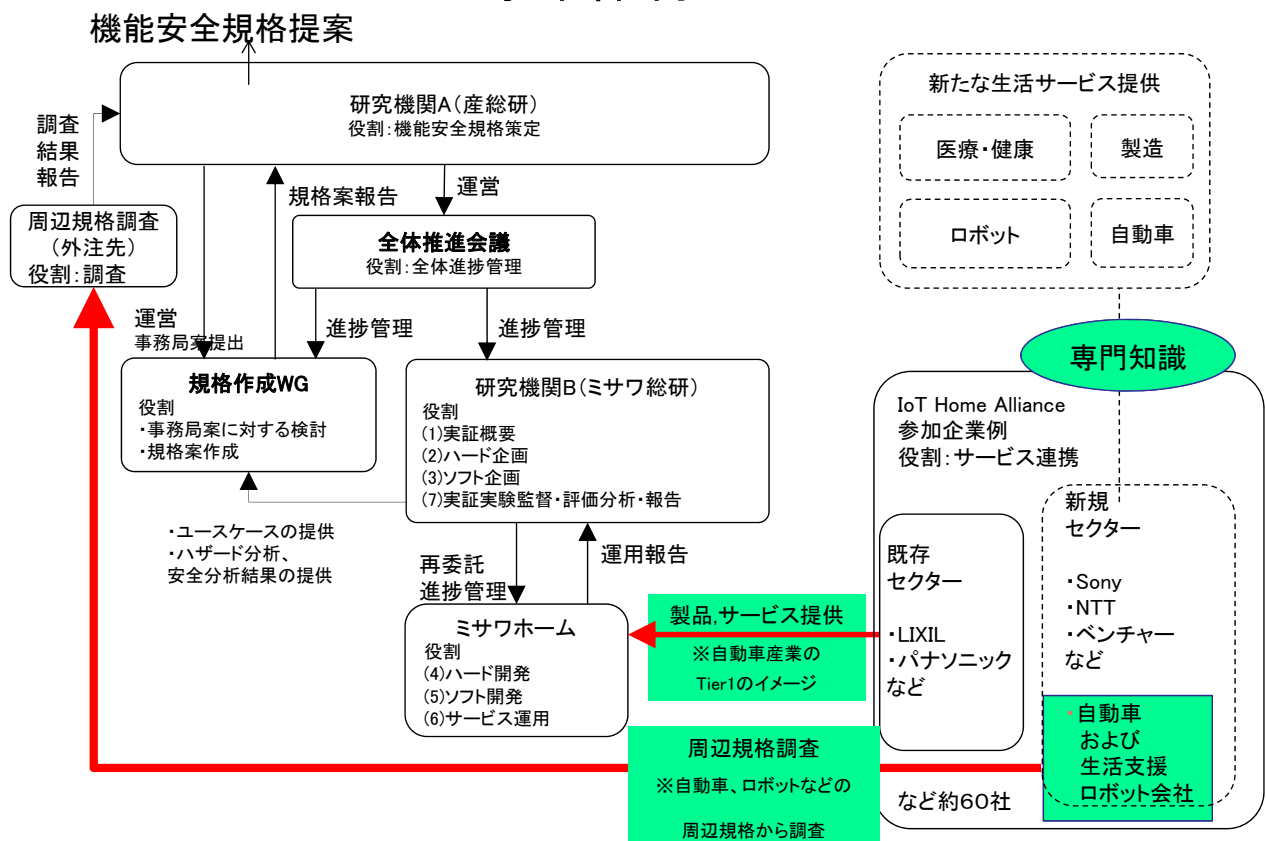 機能安全規格提案
研究機関A(産総研)
役割:機能安全規格策定
調査
結果
報告
規格案報告
運営
周辺規格調査
(外注先)
役割:調査
全体推進会議
役割:全体進捗管理
運営
事務局案提出
進捗管理
進捗管理
規格作成WG
役割
・事務局案に対する検討
・規格案作成
研究機関B(ミサワ総研)
役割
(1)実証概要
(2)ハード企画
(3)ソフト企画
(7)実証実験監督・評価分析・報告
・ユースケースの提供
・ハザード分析、
安全分析結果の提供
再委託
進捗管理
運用報告
ミサワホーム
役割
(4)ハード開発
(5)ソフト開発
(6)サービス運用
製品,サービス提供
※自動車産業の
Tier1のイメージ
周辺規格調査
※自動車、ロボットなどの
周辺規格から調査
新たな生活サービス提供
医療・健康
製造
ロボット
自動車
専門知識
IoT Home Alliance
参加企業例
役割:サービス連携
既存
セクター
・LIXIL
・パナソニック
など
新規
セクター
・Sony
・NTT
・ベンチャー
など
・自動車
および
生活支援
ロボット会社
など約60社